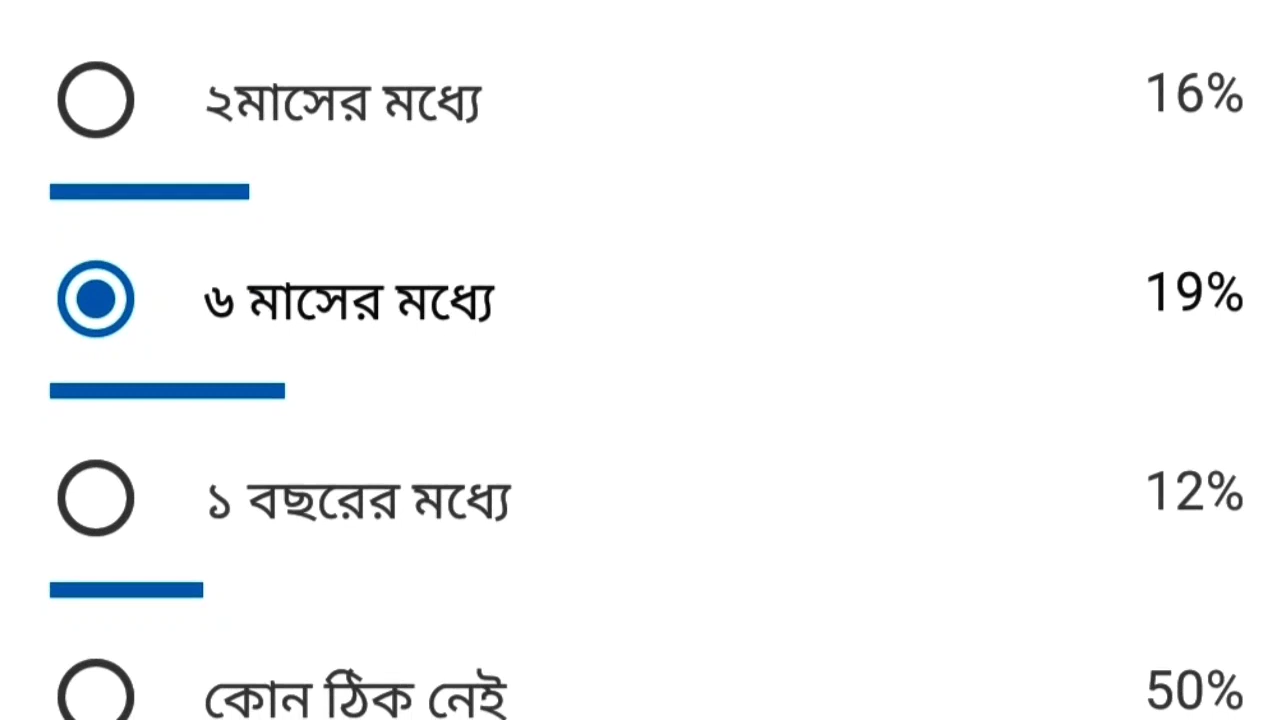 ২মাসের মধ্যে 16%
৬ মাসের মধ্যে 19%
১ বছরের মধ্যে 12%
কোন ঠিক নেই 50%